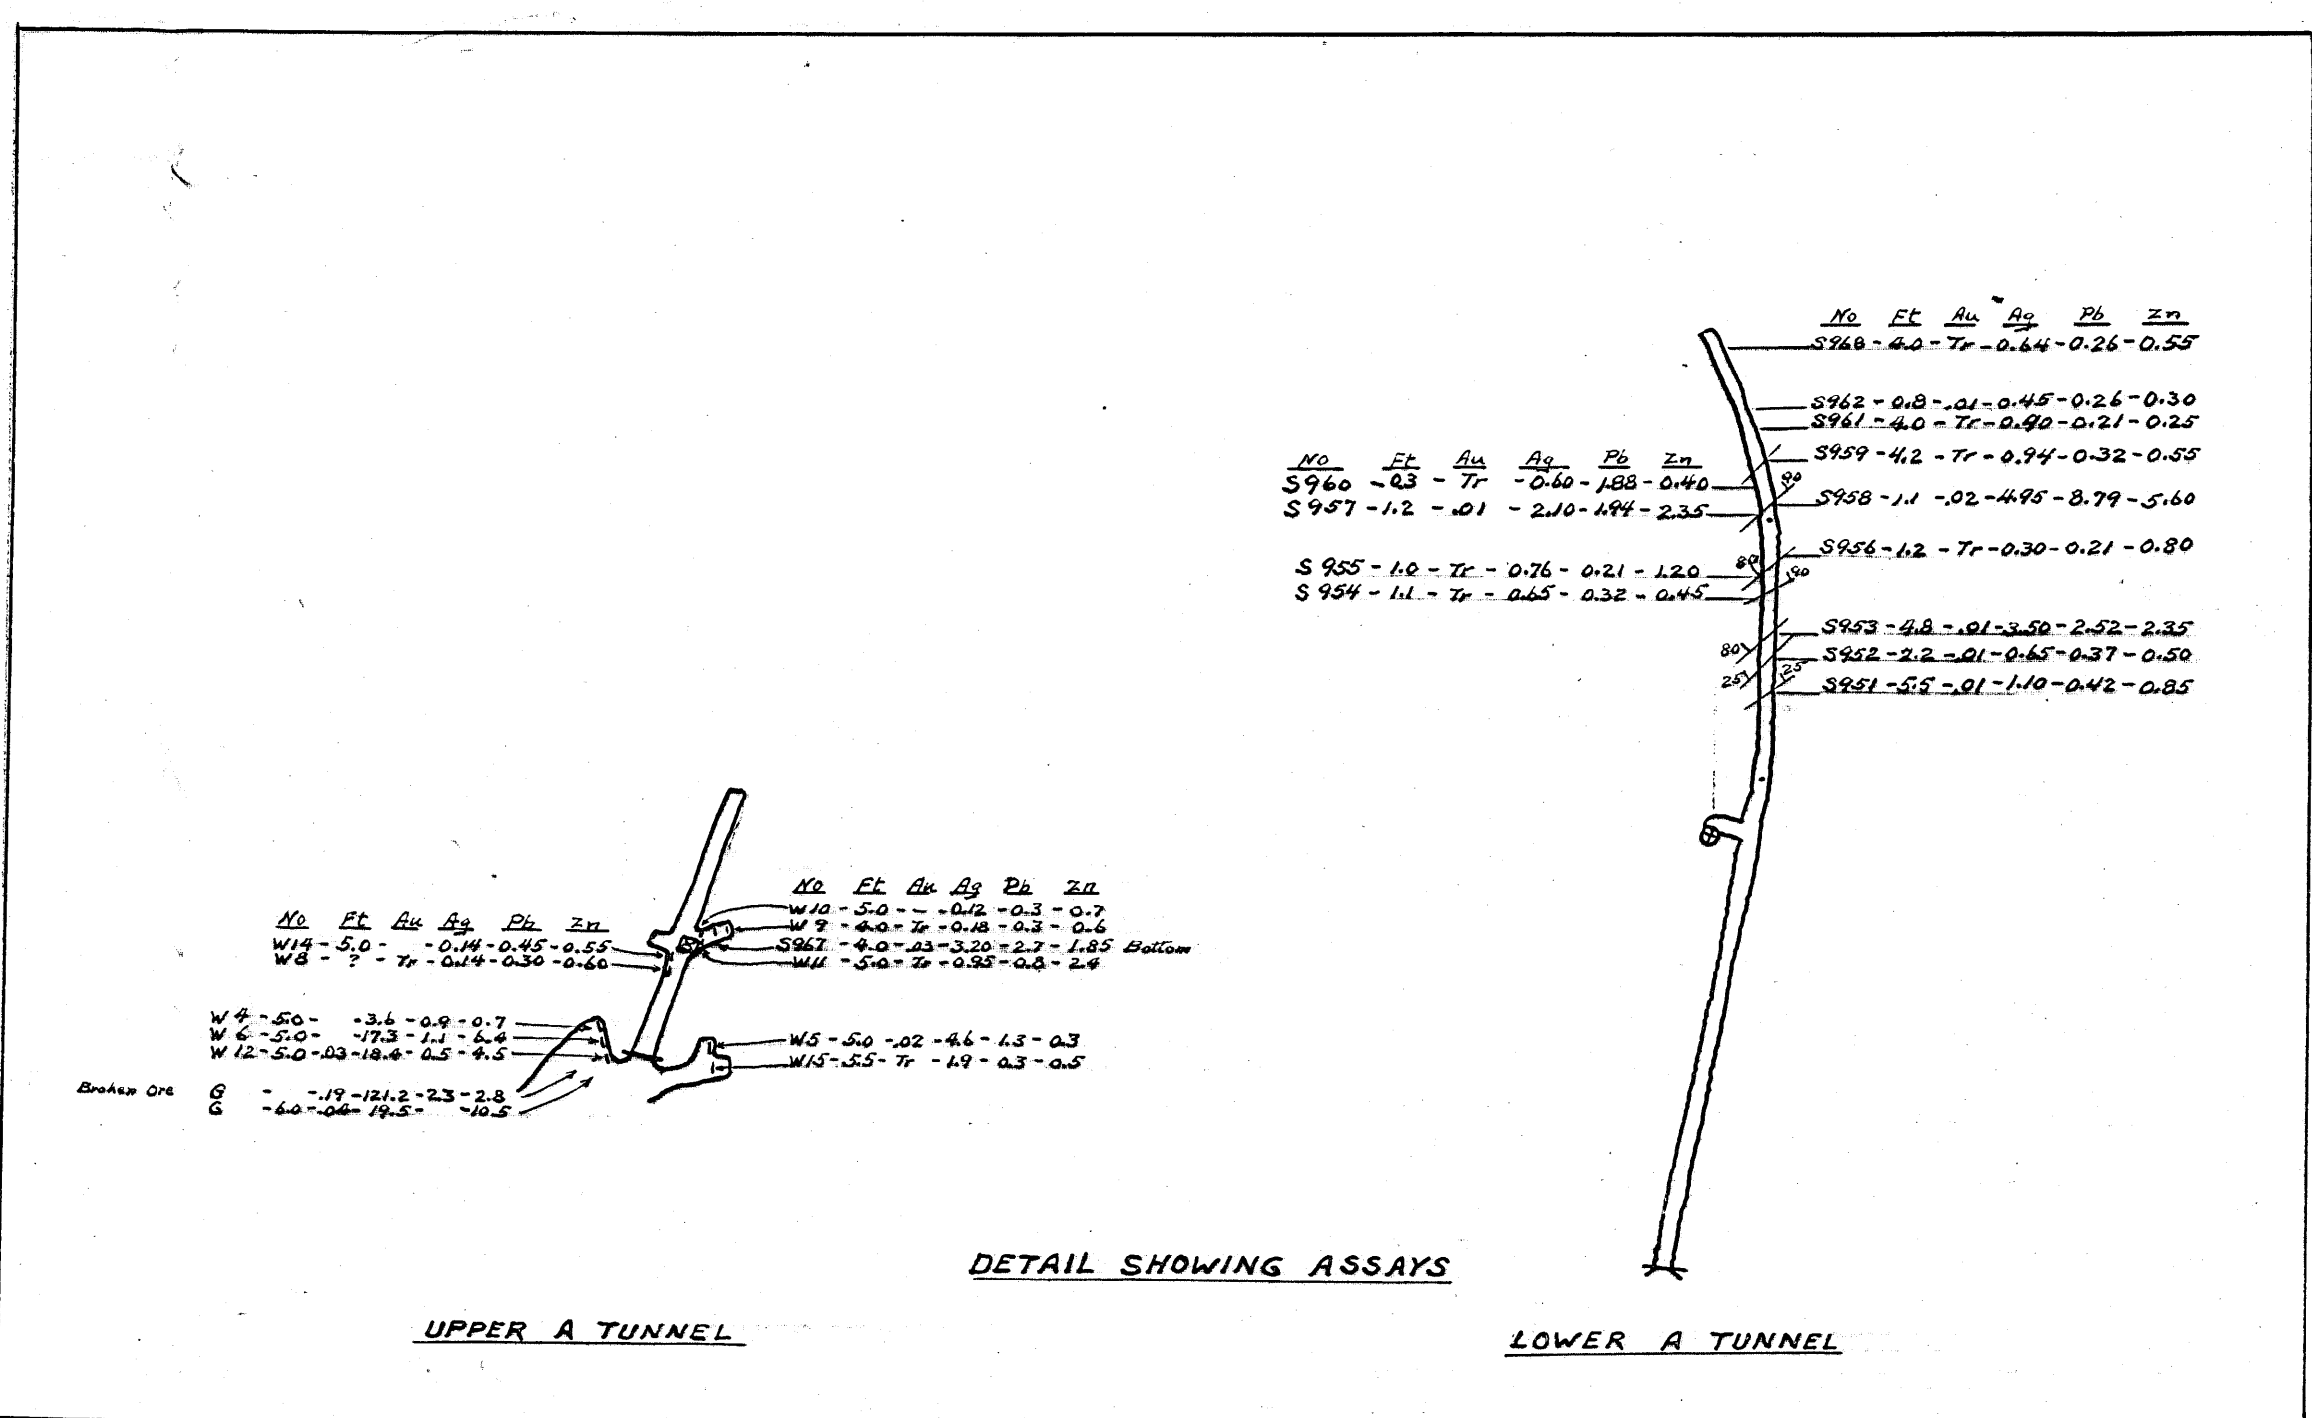 No Ft Au Ag Pb Zn
S968 - 4.0 - Tr - 0.64 - 0.26 - 0.55
S962 - 0.8 - .01 - 0.45 - 0.26 - 0.30
S961 - 4.0 - Tr - 0.90 - 0.21 - 0.25
S959 - 4.2 - Tr - 0.94 - 0.32 - 0.55
90
S958 - 1.1 - .02 - 4.95 - 8.79 - 5.60
S956 - 1.2 - Tr - 0.30 - 0.21 - 0.80
90
S953 - 4.8 - .01 - 3.50 - 2.52 - 2.35
S952 - 2.2 - .01 - 0.65 - 0.37 - 0.50
25
S951 - 5.5 - .01 - 1.10 - 0.42 - 0.85
No Ft Au Ag Pb Zn
S960 - 0.3 - Tr - 0.60 - 1.88 - 0.40
S957 - 1.2 - .01 - 2.10 - 1.94 - 2.35
S955 - 1.0 - Tr - 0.76 - 0.21 - 1.20
80
S954 - 1.1 - Tr - 0.65 - 0.32 - 0.45
80
25
No Ft Au Ag Pb Zn
W10 - 5.0 - - - 0.12 - 0.3 - 0.7
W9 - 4.0 - Tr - 0.18 - 0.3 - 0.6
S967 - 4.0 - .03 - 3.20 - 2.7 - 1.85 Bottom
W11 - 5.0 - Tr - 0.95 - 0.8 - 2.4
No Ft Au Ag Pb Zn
W14 - 5.0 - - 0.14 - 0.45 - 0.55
W8 - ? - Tr - 0.14 - 0.30 - 0.60
W4 - 5.0 - - 3.6 - 0.9 - 0.7
W6 - 5.0 - - 17.3 - 1.1 - 6.4
W12 - 5.0 - .03 - 18.4 - 0.5 - 4.5
W5 - 5.0 - .02 - 4.6 - 1.3 - 0.3
W15 - 5.5 - Tr - 1.9 - 0.3 - 0.5
Broken Ore G - - .19 - 121.2 - 2.3 - 2.8
G - 6.0 - .04 - 19.5 - - 10.5
DETAIL SHOWING ASSAYS
UPPER A TUNNEL
LOWER A TUNNEL